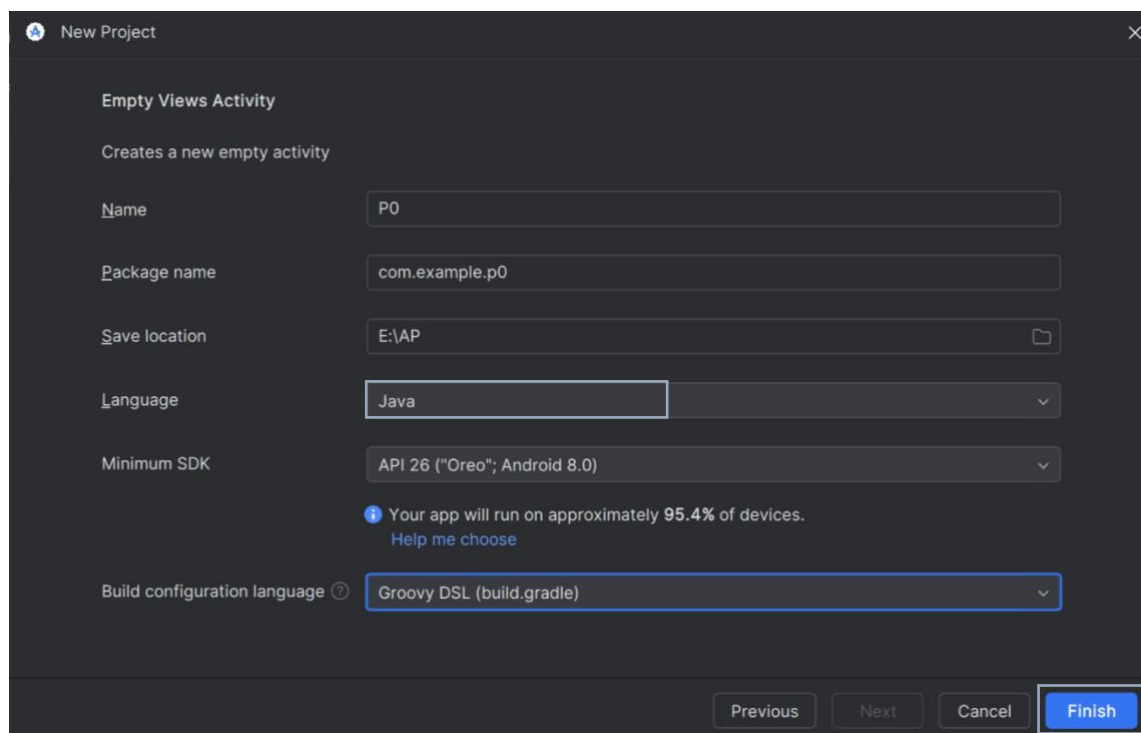 New Project
Empty Views Activity
Creates a new empty activity
Name P0
Package name com.example.p0
Save location E:\AP
Language Java
Minimum SDK API 26 ("Oreo"; Android 8.0)
Your app will run on approximately 95.4% of devices.
Help me choose
Build configuration language ? Groovy DSL (build.gradle)
Previous Next Cancel Finish